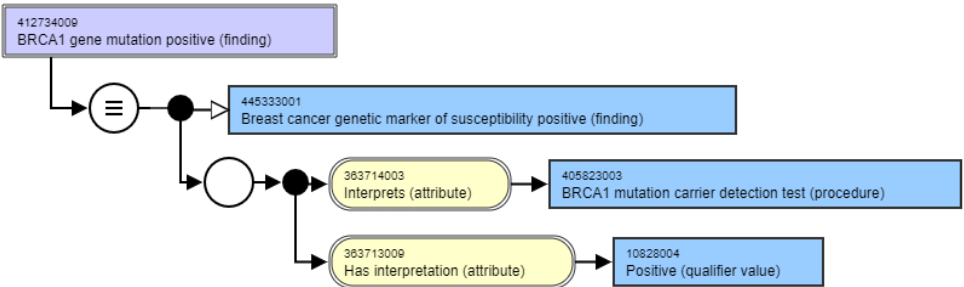 412734009
BRCA1 gene mutation positive (finding)
445333001
Breast cancer genetic marker of susceptibility positive (finding)
363714003
Interprets (attribute)
405823003
BRCA1 mutation carrier detection test (procedure)
363713009
Has interpretation (attribute)
10828004
Positive (qualifier value)